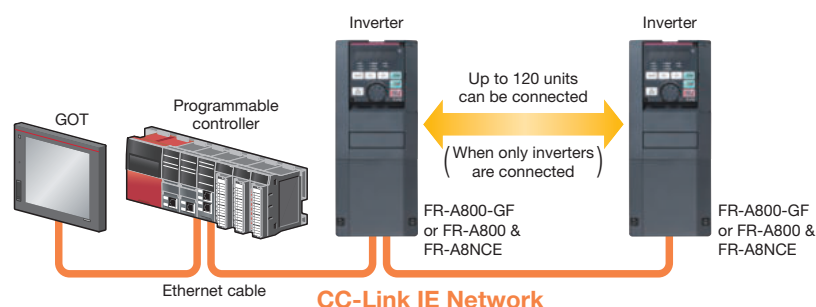 Inverter
Inverter
Up to 120 units
can be connected
(When only inverters
are connected)
GOT
Programmable
controller
FR-A800-GF
or FR-A800 &
FR-A8NCE
FR-A800-GF
or FR-A800 &
FR-A8NCE
Ethernet cable
CC-Link IE Network